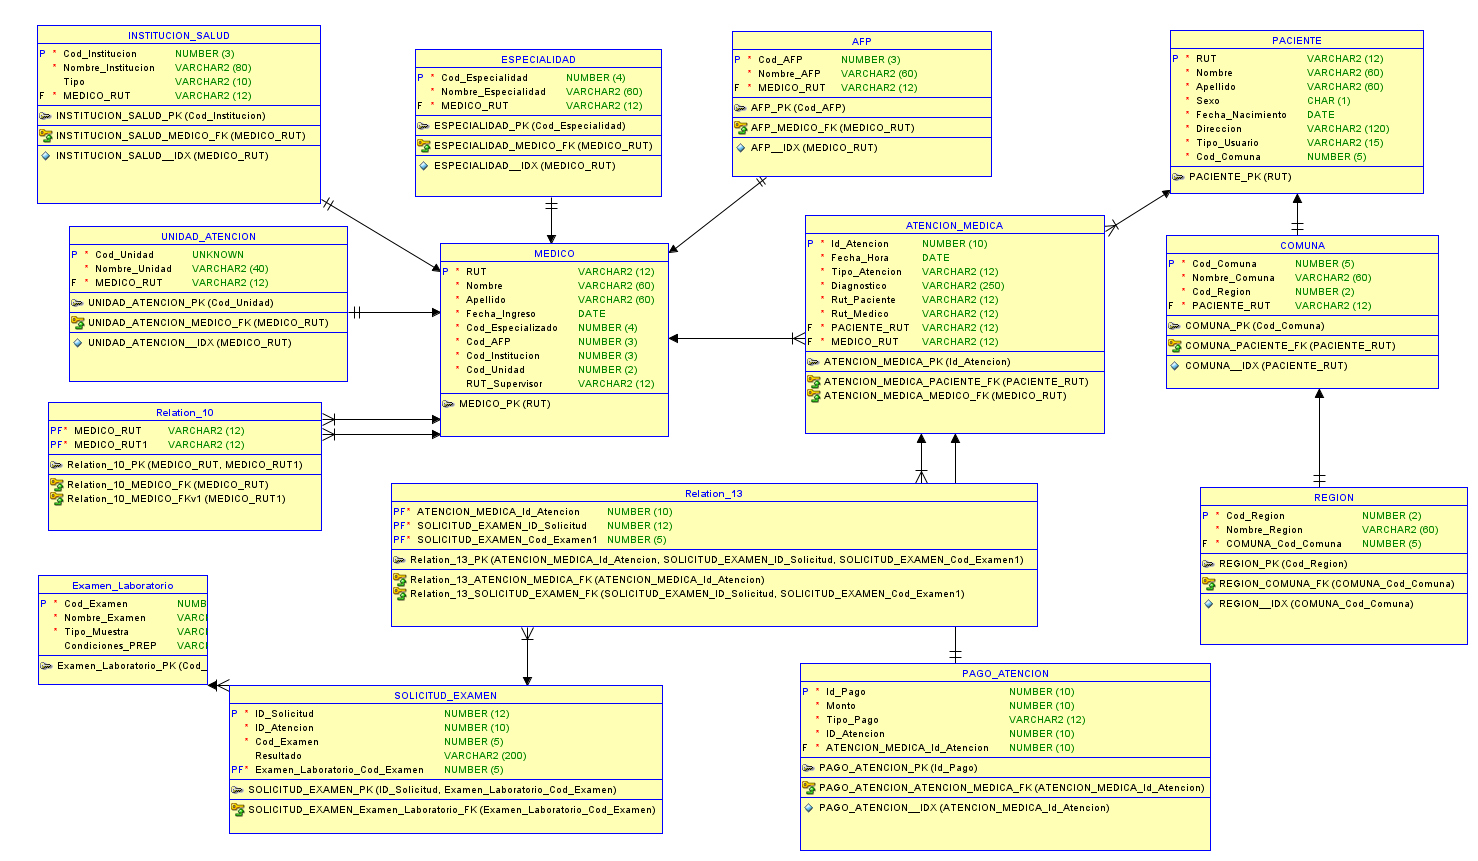 INSTITUCION_SALUD
P * Cod_Institucion NUMBER (3)
* Nombre_Institucion VARCHAR2 (80)
Tipo VARCHAR2 (10)
F * MEDICO_RUT VARCHAR2 (12)
INSTITUCION_SALUD_PK (Cod_Institucion)
INSTITUCION_SALUD_MEDICO_FK (MEDICO_RUT)
INSTITUCION_SALUD__IDX (MEDICO_RUT)
ESPECIALIDAD
P * Cod_Especialidad NUMBER (4)
* Nombre_Especialidad VARCHAR2 (60)
F * MEDICO_RUT VARCHAR2 (12)
ESPECIALIDAD_PK (Cod_Especialidad)
ESPECIALIDAD_MEDICO_FK (MEDICO_RUT)
ESPECIALIDAD__IDX (MEDICO_RUT)
AFP
P * Cod_AFP NUMBER (3)
* Nombre_AFP VARCHAR2 (60)
F * MEDICO_RUT VARCHAR2 (12)
AFP_PK (Cod_AFP)
AFP_MEDICO_FK (MEDICO_RUT)
AFP__IDX (MEDICO_RUT)
PACIENTE
P * RUT VARCHAR2 (12)
* Nombre VARCHAR2 (60)
* Apellido VARCHAR2 (60)
* Sexo CHAR (1)
* Fecha_Nacimiento DATE
* Direccion VARCHAR2 (120)
* Tipo_Usuario VARCHAR2 (15)
* Cod_Comuna NUMBER (5)
PACIENTE_PK (RUT)
UNIDAD_ATENCION
P * Cod_Unidad UNKNOWN
* Nombre_Unidad VARCHAR2 (40)
F * MEDICO_RUT VARCHAR2 (12)
UNIDAD_ATENCION_PK (Cod_Unidad)
UNIDAD_ATENCION_MEDICO_FK (MEDICO_RUT)
UNIDAD_ATENCION__IDX (MEDICO_RUT)
MEDICO
P * RUT VARCHAR2 (12)
* Nombre VARCHAR2 (60)
* Apellido VARCHAR2 (60)
* Fecha_Ingreso DATE
* Cod_Especializado NUMBER (4)
* Cod_AFP NUMBER (3)
* Cod_Institucion NUMBER (3)
* Cod_Unidad NUMBER (2)
RUT_Supervisor VARCHAR2 (12)
MEDICO_PK (RUT)
ATENCION_MEDICA
P * Id_Atencion NUMBER (10)
* Fecha_Hora DATE
* Tipo_Atencion VARCHAR2 (12)
* Diagnostico VARCHAR2 (250)
* Rut_Paciente VARCHAR2 (12)
* Rut_Medico VARCHAR2 (12)
F * PACIENTE_RUT VARCHAR2 (12)
F * MEDICO_RUT VARCHAR2 (12)
ATENCION_MEDICA_PK (Id_Atencion)
ATENCION_MEDICA_PACIENTE_FK (PACIENTE_RUT)
ATENCION_MEDICA_MEDICO_FK (MEDICO_RUT)
COMUNA
P * Cod_Comuna NUMBER (5)
* Nombre_Comuna VARCHAR2 (60)
* Cod_Region NUMBER (2)
F * PACIENTE_RUT VARCHAR2 (12)
COMUNA_PK (Cod_Comuna)
COMUNA_PACIENTE_FK (PACIENTE_RUT)
COMUNA__IDX (PACIENTE_RUT)
Relation_10
PF* MEDICO_RUT VARCHAR2 (12)
PF* MEDICO_RUT1 VARCHAR2 (12)
Relation_10_PK (MEDICO_RUT, MEDICO_RUT1)
Relation_10_MEDICO_FK (MEDICO_RUT)
Relation_10_MEDICO_FKv1 (MEDICO_RUT1)
Relation_13
PF* ATENCION_MEDICA_Id_Atencion NUMBER (10)
PF* SOLICITUD_EXAMEN_ID_Solicitud NUMBER (12)
PF* SOLICITUD_EXAMEN_Cod_Examen1 NUMBER (5)
Relation_13_PK (ATENCION_MEDICA_Id_Atencion, SOLICITUD_EXAMEN_ID_Solicitud, SOLICITUD_EXAMEN_Cod_Examen1)
Relation_13_ATENCION_MEDICA_FK (ATENCION_MEDICA_Id_Atencion)
Relation_13_SOLICITUD_EXAMEN_FK (SOLICITUD_EXAMEN_ID_Solicitud, SOLICITUD_EXAMEN_Cod_Examen1)
REGION
P * Cod_Region NUMBER (2)
* Nombre_Region VARCHAR2 (60)
F * COMUNA_Cod_Comuna NUMBER (5)
REGION_PK (Cod_Region)
REGION_COMUNA_FK (COMUNA_Cod_Comuna)
REGION__IDX (COMUNA_Cod_Comuna)
Examen_Laboratorio
P * Cod_Examen NUMB
* Nombre_Examen VARC
* Tipo_Muestra VARC
Condiciones_PREP VARC
Examen_Laboratorio_PK (Cod_
SOLICITUD_EXAMEN
P * ID_Solicitud NUMBER (12)
* ID_Atencion NUMBER (10)
* Cod_Examen NUMBER (5)
Resultado VARCHAR2 (200)
PF* Examen_Laboratorio_Cod_Examen NUMBER (5)
SOLICITUD_EXAMEN_PK (ID_Solicitud, Examen_Laboratorio_Cod_Examen)
SOLICITUD_EXAMEN_Examen_Laboratorio_FK (Examen_Laboratorio_Cod_Examen)
PAGO_ATENCION
P * Id_Pago NUMBER (10)
* Monto NUMBER (10)
* Tipo_Pago VARCHAR2 (12)
* ID_Atencion NUMBER (10)
F * ATENCION_MEDICA_Id_Atencion NUMBER (10)
PAGO_ATENCION_PK (Id_Pago)
PAGO_ATENCION_ATENCION_MEDICA_FK (ATENCION_MEDICA_Id_Atencion)
PAGO_ATENCION__IDX (ATENCION_MEDICA_Id_Atencion)